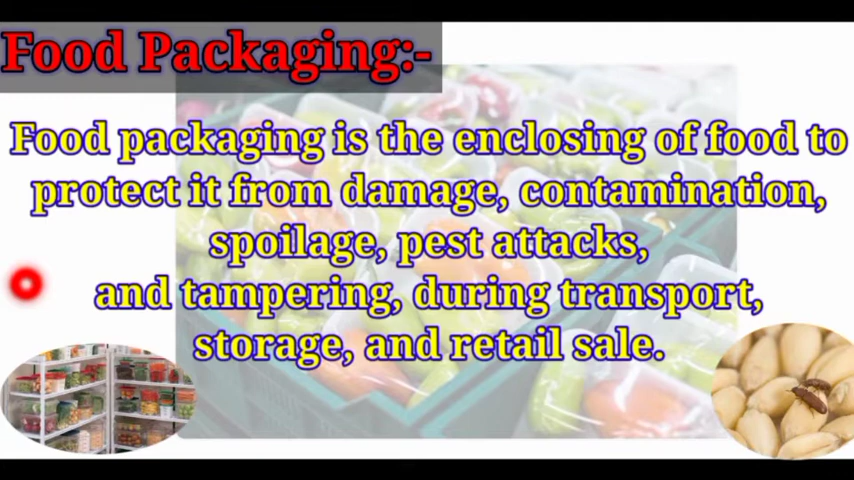 Food Packaging:-
Food packaging is the enclosing of food to
protect it from damage, contamination,
spoilage, pest attacks,
and tampering, during transport,
storage, and retail sale.